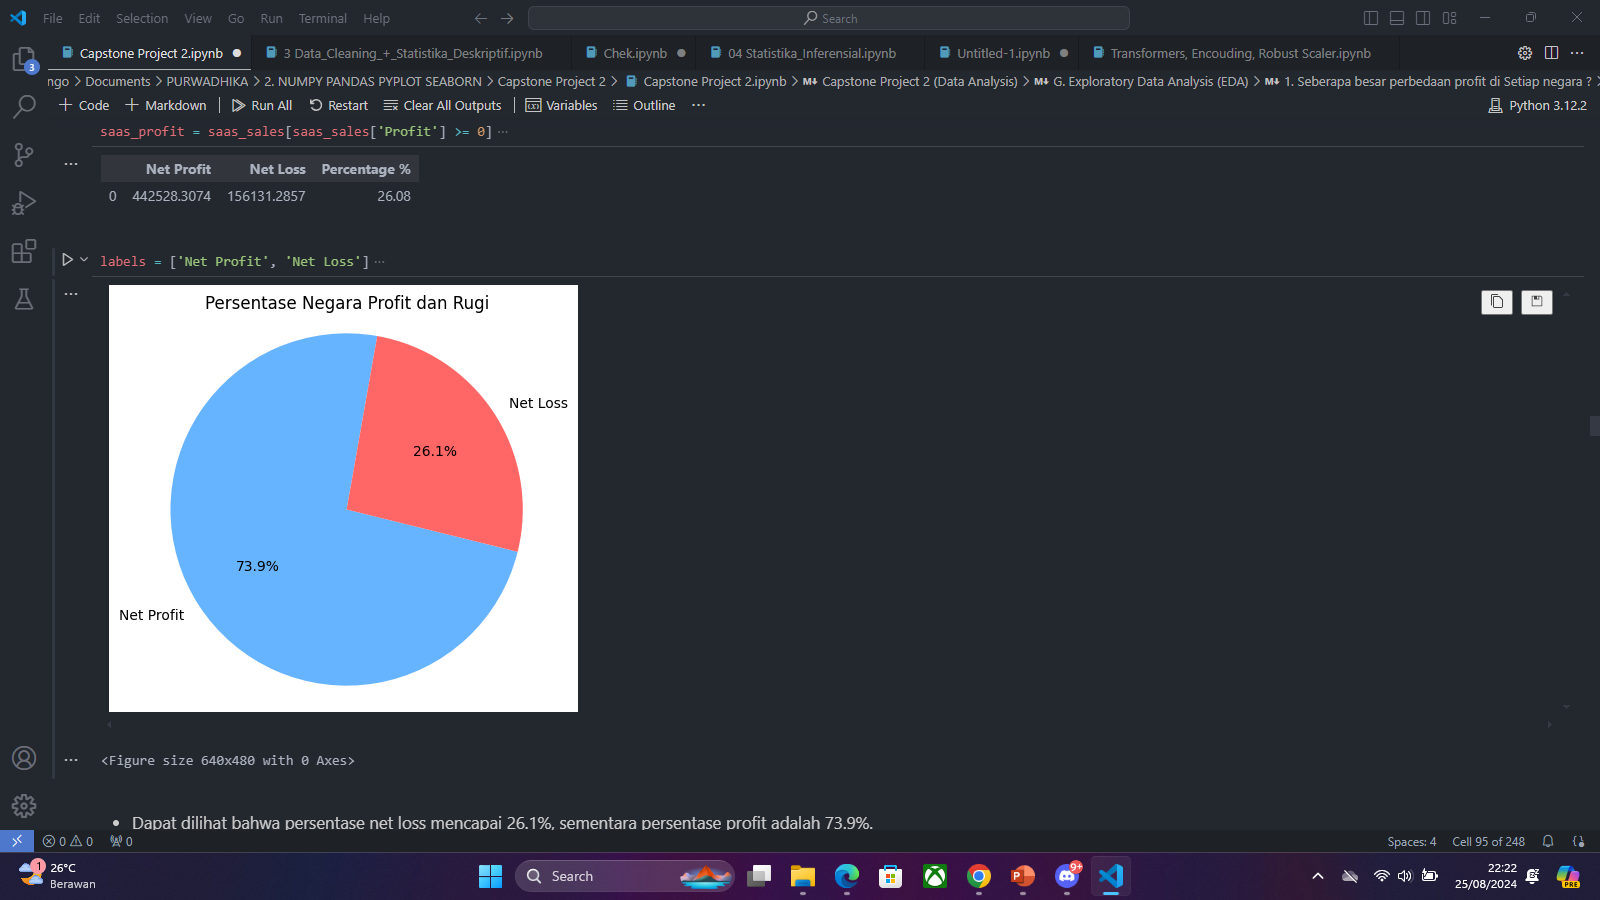 File Edit Selection View Go Run Terminal Help
Search
Capstone Project 2.ipynb
3 Data_Cleaning_+_Statistika_Deskriptif.ipynb
Chek.ipynb
04 Statistika_Inferensial.ipynb
Untitled-1.ipynb
Transformers, Encouding, Robust Scaler.ipynb
ngo > Documents > PURWADHIKA > 2. NUMPY PANDAS PYPLOT SEABORN > Capstone Project 2 > Capstone Project 2.ipynb > M↓ Capstone Project 2 (Data Analysis) > M↓ G. Exploratory Data Analysis (EDA) > M↓ 1. Seberapa besar perbedaan profit di Setiap negara ? >
+ Code + Markdown | Run All Restart Clear All Outputs | Variables Outline ...
Python 3.12.2
saas_profit = saas_sales[saas_sales['Profit'] >= 0] ...
Net Profit Net Loss Percentage %
0 442528.3074 156131.2857 26.08
labels = ['Net Profit', 'Net Loss'] ...
Persentase Negara Profit dan Rugi
Net Loss
26.1%
73.9%
Net Profit
<Figure size 640x480 with 0 Axes>
• Dapat dilihat bahwa persentase net loss mencapai 26.1%, sementara persentase profit adalah 73.9%.
3
0 0 0
Spaces: 4 Cell 95 of 248
1
26°C
Berawan
Search
9+
22:22
25/08/2024
PRE